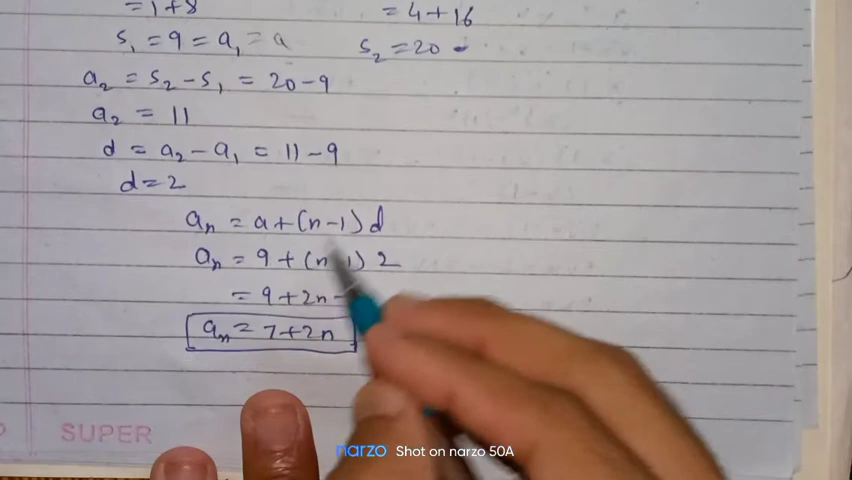 = 1 + 8 = 4 + 16
S₁ = 9 = a₁ = a S₂ = 20
a₂ = S₂ - S₁ = 20 - 9
a₂ = 11
d = a₂ - a₁ = 11 - 9
d = 2
aₙ = a + (n - 1) d
aₙ = 9 + (n - 1) 2
= 9 + 2n -
aₙ = 7 + 2n
SUPER
narzo Shot on narzo 50A